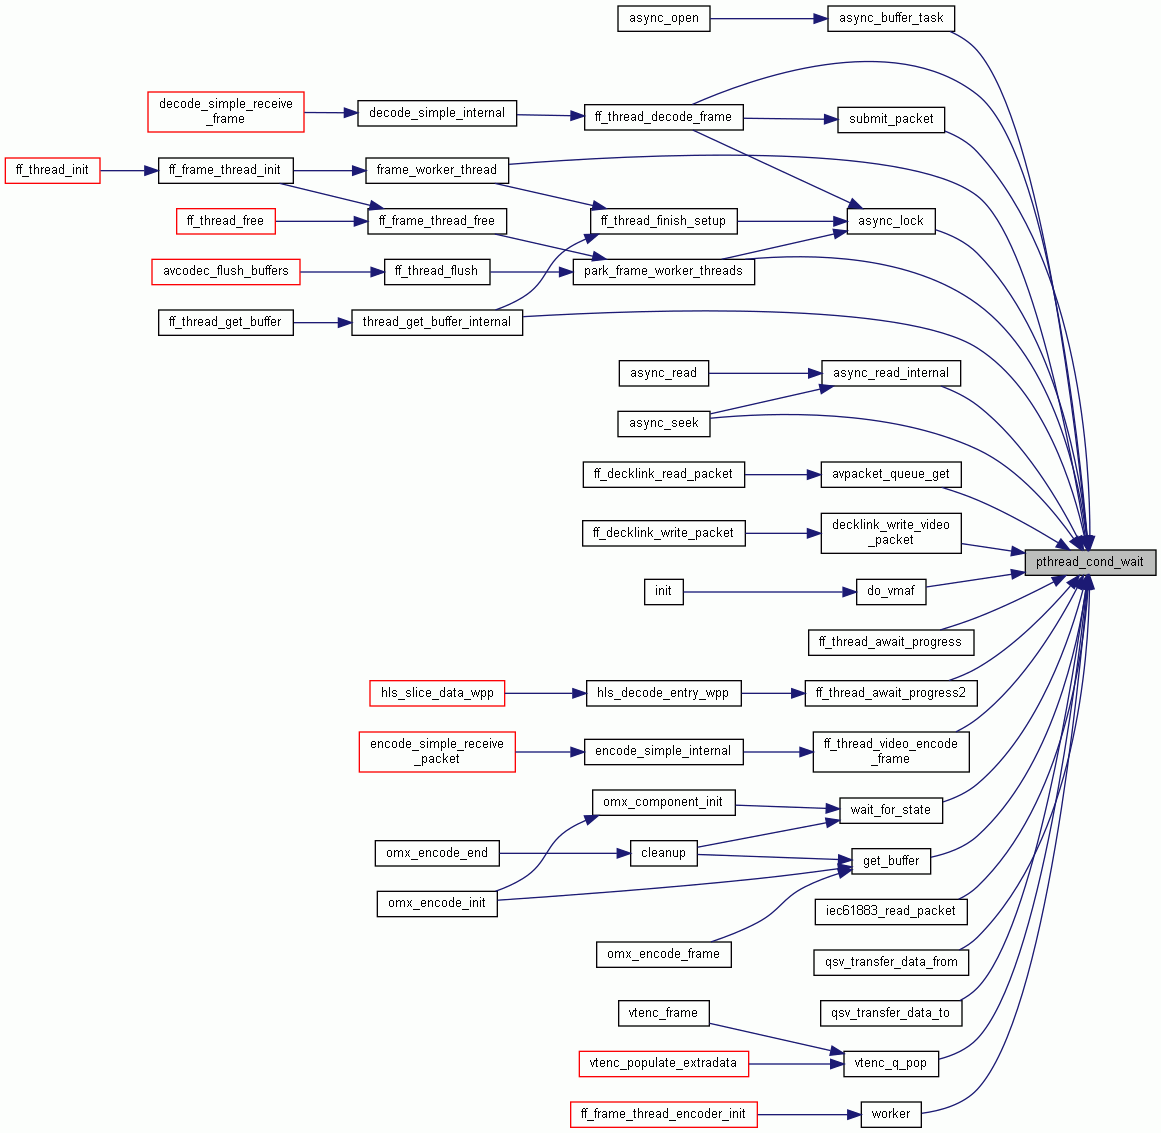 async_open
async_buffer_task
decode_simple_receive
_frame
decode_simple_internal
ff_thread_decode_frame
submit_packet
ff_thread_init
ff_frame_thread_init
frame_worker_thread
ff_thread_free
ff_frame_thread_free
ff_thread_finish_setup
async_lock
avcodec_flush_buffers
ff_thread_flush
park_frame_worker_threads
ff_thread_get_buffer
thread_get_buffer_internal
async_read
async_read_internal
async_seek
ff_decklink_read_packet
avpacket_queue_get
ff_decklink_write_packet
decklink_write_video
_packet
pthread_cond_wait
init
do_vmaf
ff_thread_await_progress
hls_slice_data_wpp
hls_decode_entry_wpp
ff_thread_await_progress2
encode_simple_receive
_packet
encode_simple_internal
ff_thread_video_encode
_frame
omx_component_init
wait_for_state
omx_encode_end
cleanup
get_buffer
omx_encode_init
iec61883_read_packet
omx_encode_frame
qsv_transfer_data_from
vtenc_frame
qsv_transfer_data_to
vtenc_populate_extradata
vtenc_q_pop
ff_frame_thread_encoder_init
worker